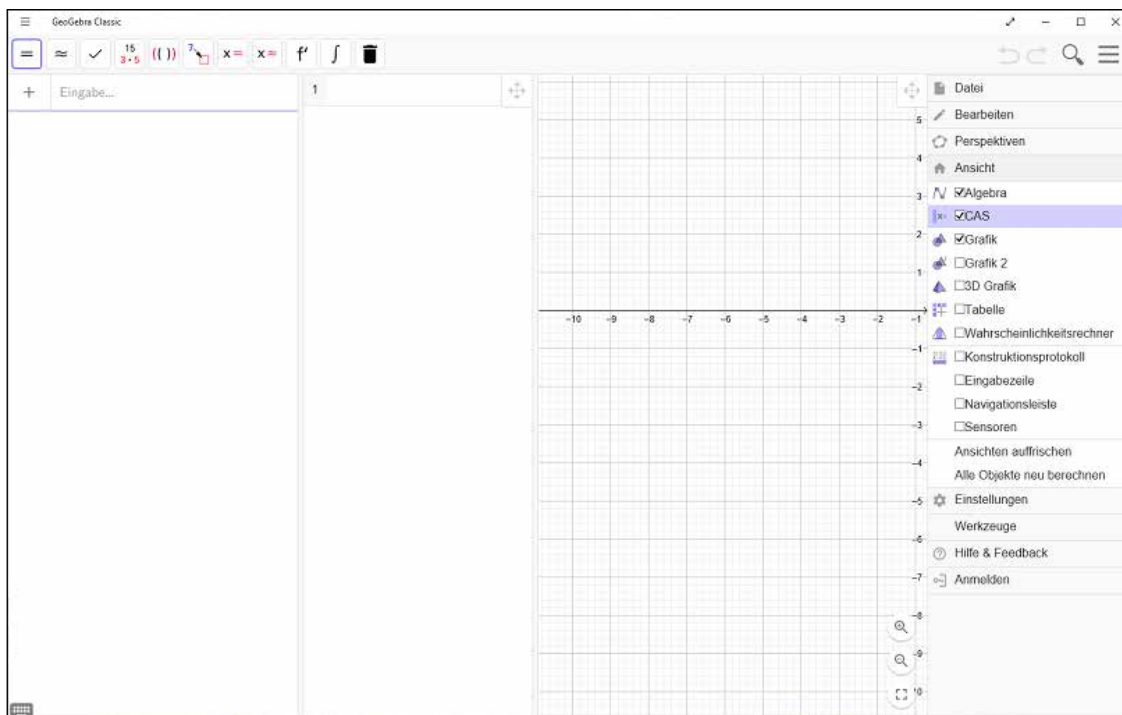 GeoGebra Classic
= ≈ ✓ 15 3·5 (( )) 7 x= x≈ f' ∫
+ Eingabe...
1
Datei
Bearbeiten
Perspektiven
Ansicht
Algebra
CAS
Grafik
Grafik 2
3D Grafik
Tabelle
Wahrscheinlichkeitsrechner
Konstruktionsprotokoll
Eingabezeile
Navigationsleiste
Sensoren
Ansichten auffrischen
Alle Objekte neu berechnen
Einstellungen
Werkzeuge
Hilfe & Feedback
Anmelden
5
4
3
2
1
-10 -9 -8 -7 -6 -5 -4 -3 -2 -1
-1
-2
-3
-4
-5
-6
-7
-8
-9